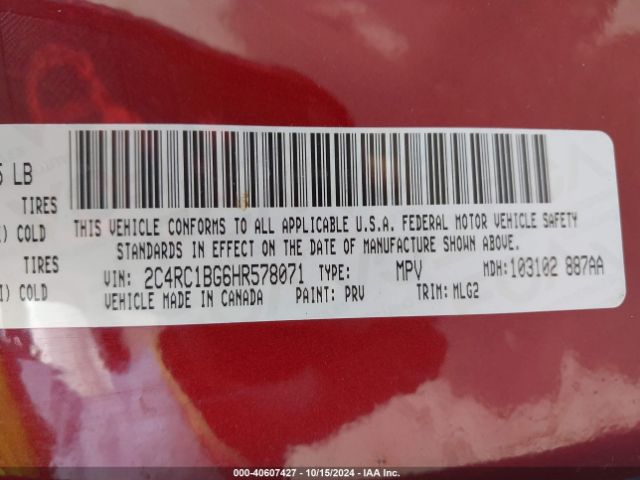 5 LB
TIRES
THIS VEHICLE CONFORMS TO ALL APPLICABLE U.S.A. FEDERAL MOTOR VEHICLE SAFETY
) COLD
STANDARDS IN EFFECT ON THE DATE OF MANUFACTURE SHOWN ABOVE.
TIRES
VIN: 2C4RC1BG6HR578071 TYPE: MPV MDH:103102 887AA
I) COLD
VEHICLE MADE IN CANADA PAINT: PRV TRIM: MLG2
000-40607427 - 10/15/2024 - IAA Inc.